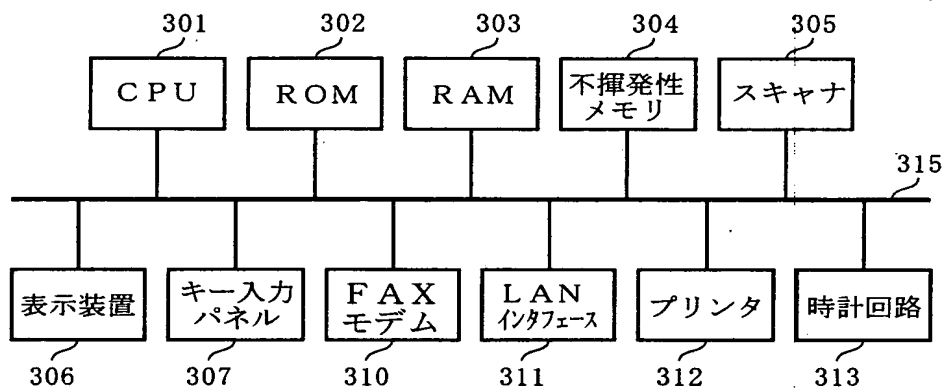 301
302
303
304
305
CPU
ROM
RAM
不揮発性
メモリ
スキャナ
315
表示装置
キー入力
パネル
FAX
モデム
LAN
インタフェース
プリンタ
時計回路
306
307
310
311
312
313